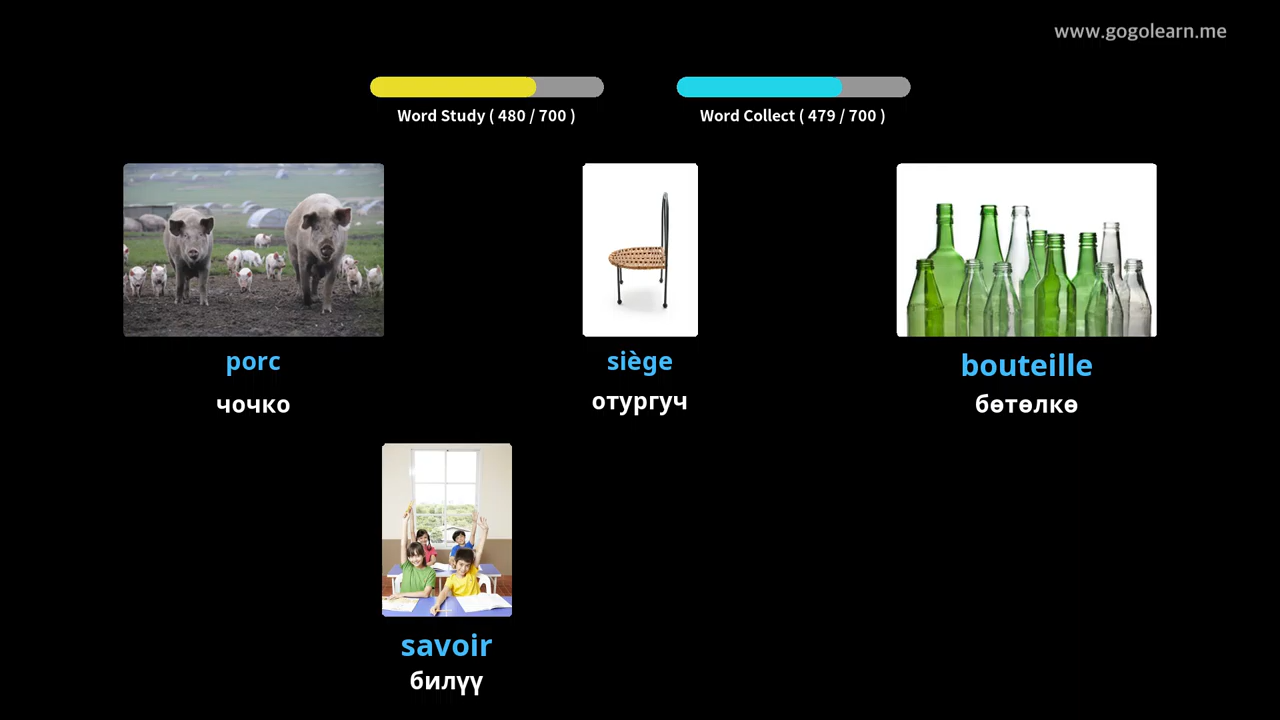 www.gogolearn.me
Word Study ( 480 / 700 )
Word Collect ( 479 / 700 )
porc
siège
bouteille
чочко
отургуч
бөтөлкө
savoir
билүү